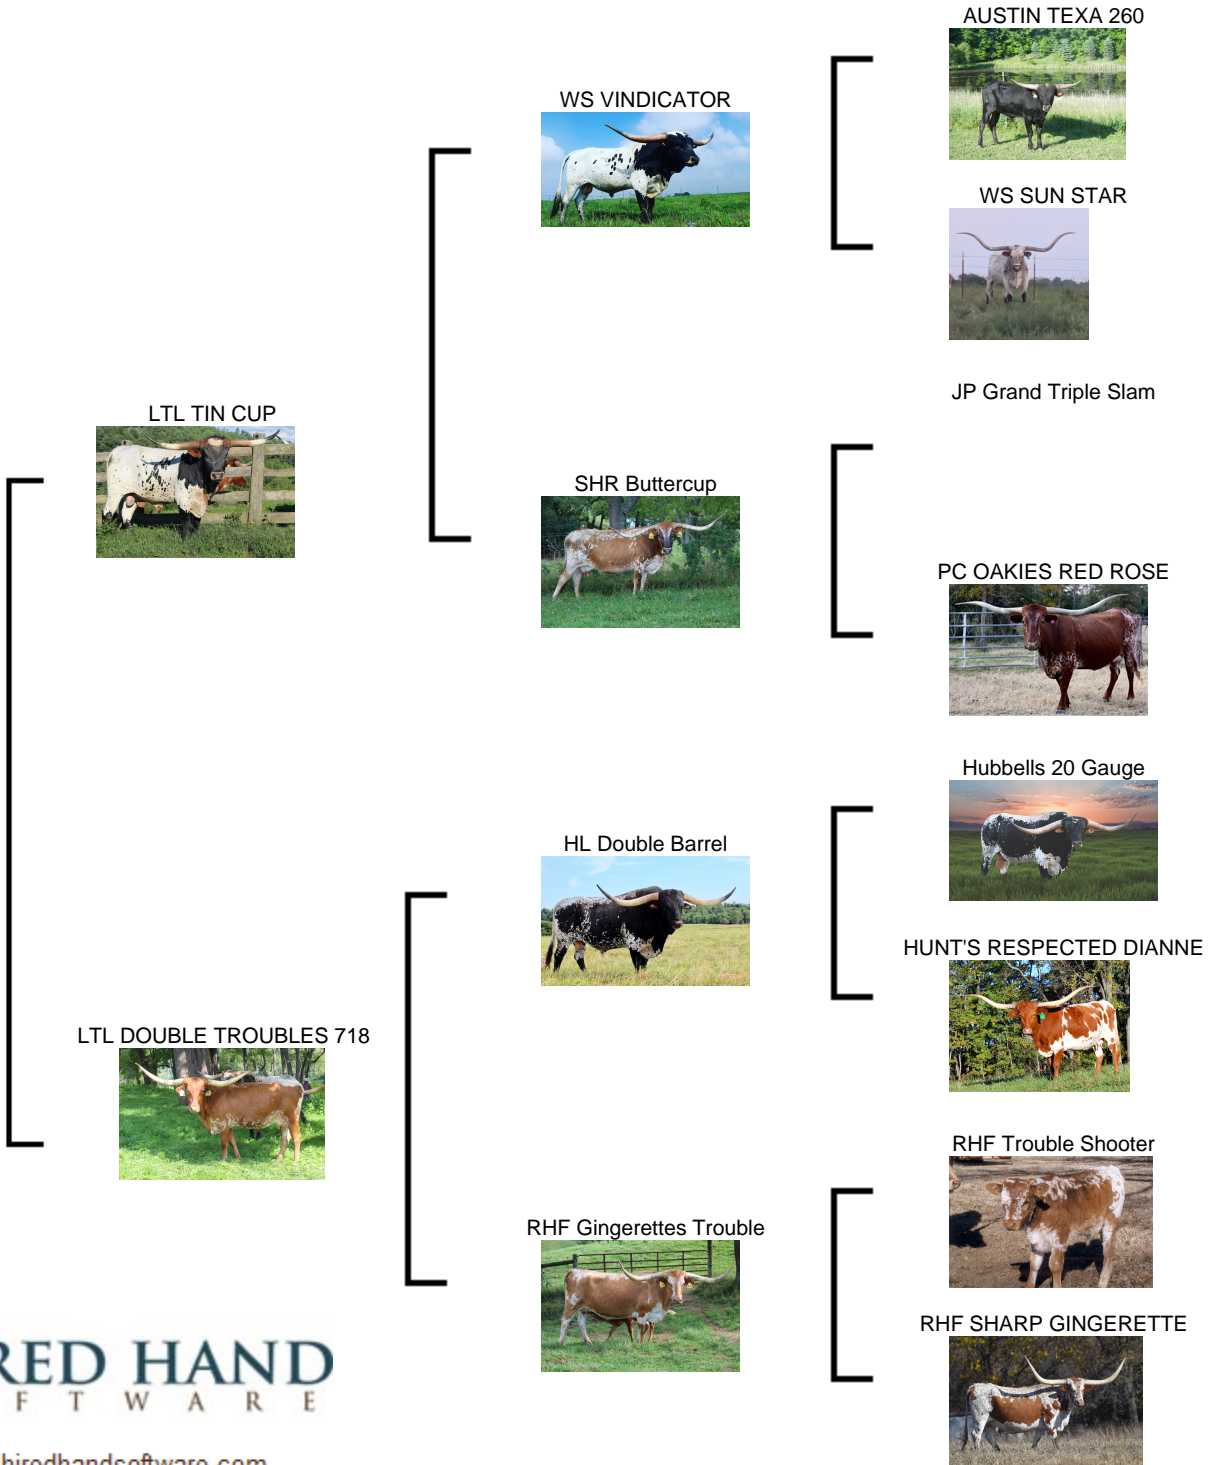 AUSTIN TEXA 260
WS VINDICATOR
WS SUN STAR
JP Grand Triple Slam
LTL TIN CUP
SHR Buttercup
PC OAKIES RED ROSE
Hubbells 20 Gauge
HL Double Barrel
HUNT'S RESPECTED DIANNE
LTL DOUBLE TROUBLES 718
RHF Trouble Shooter
RHF Gingerettes Trouble
RHF SHARP GINGERETTE
RED HAND
F T W A R E
hiredhandsoftware.com